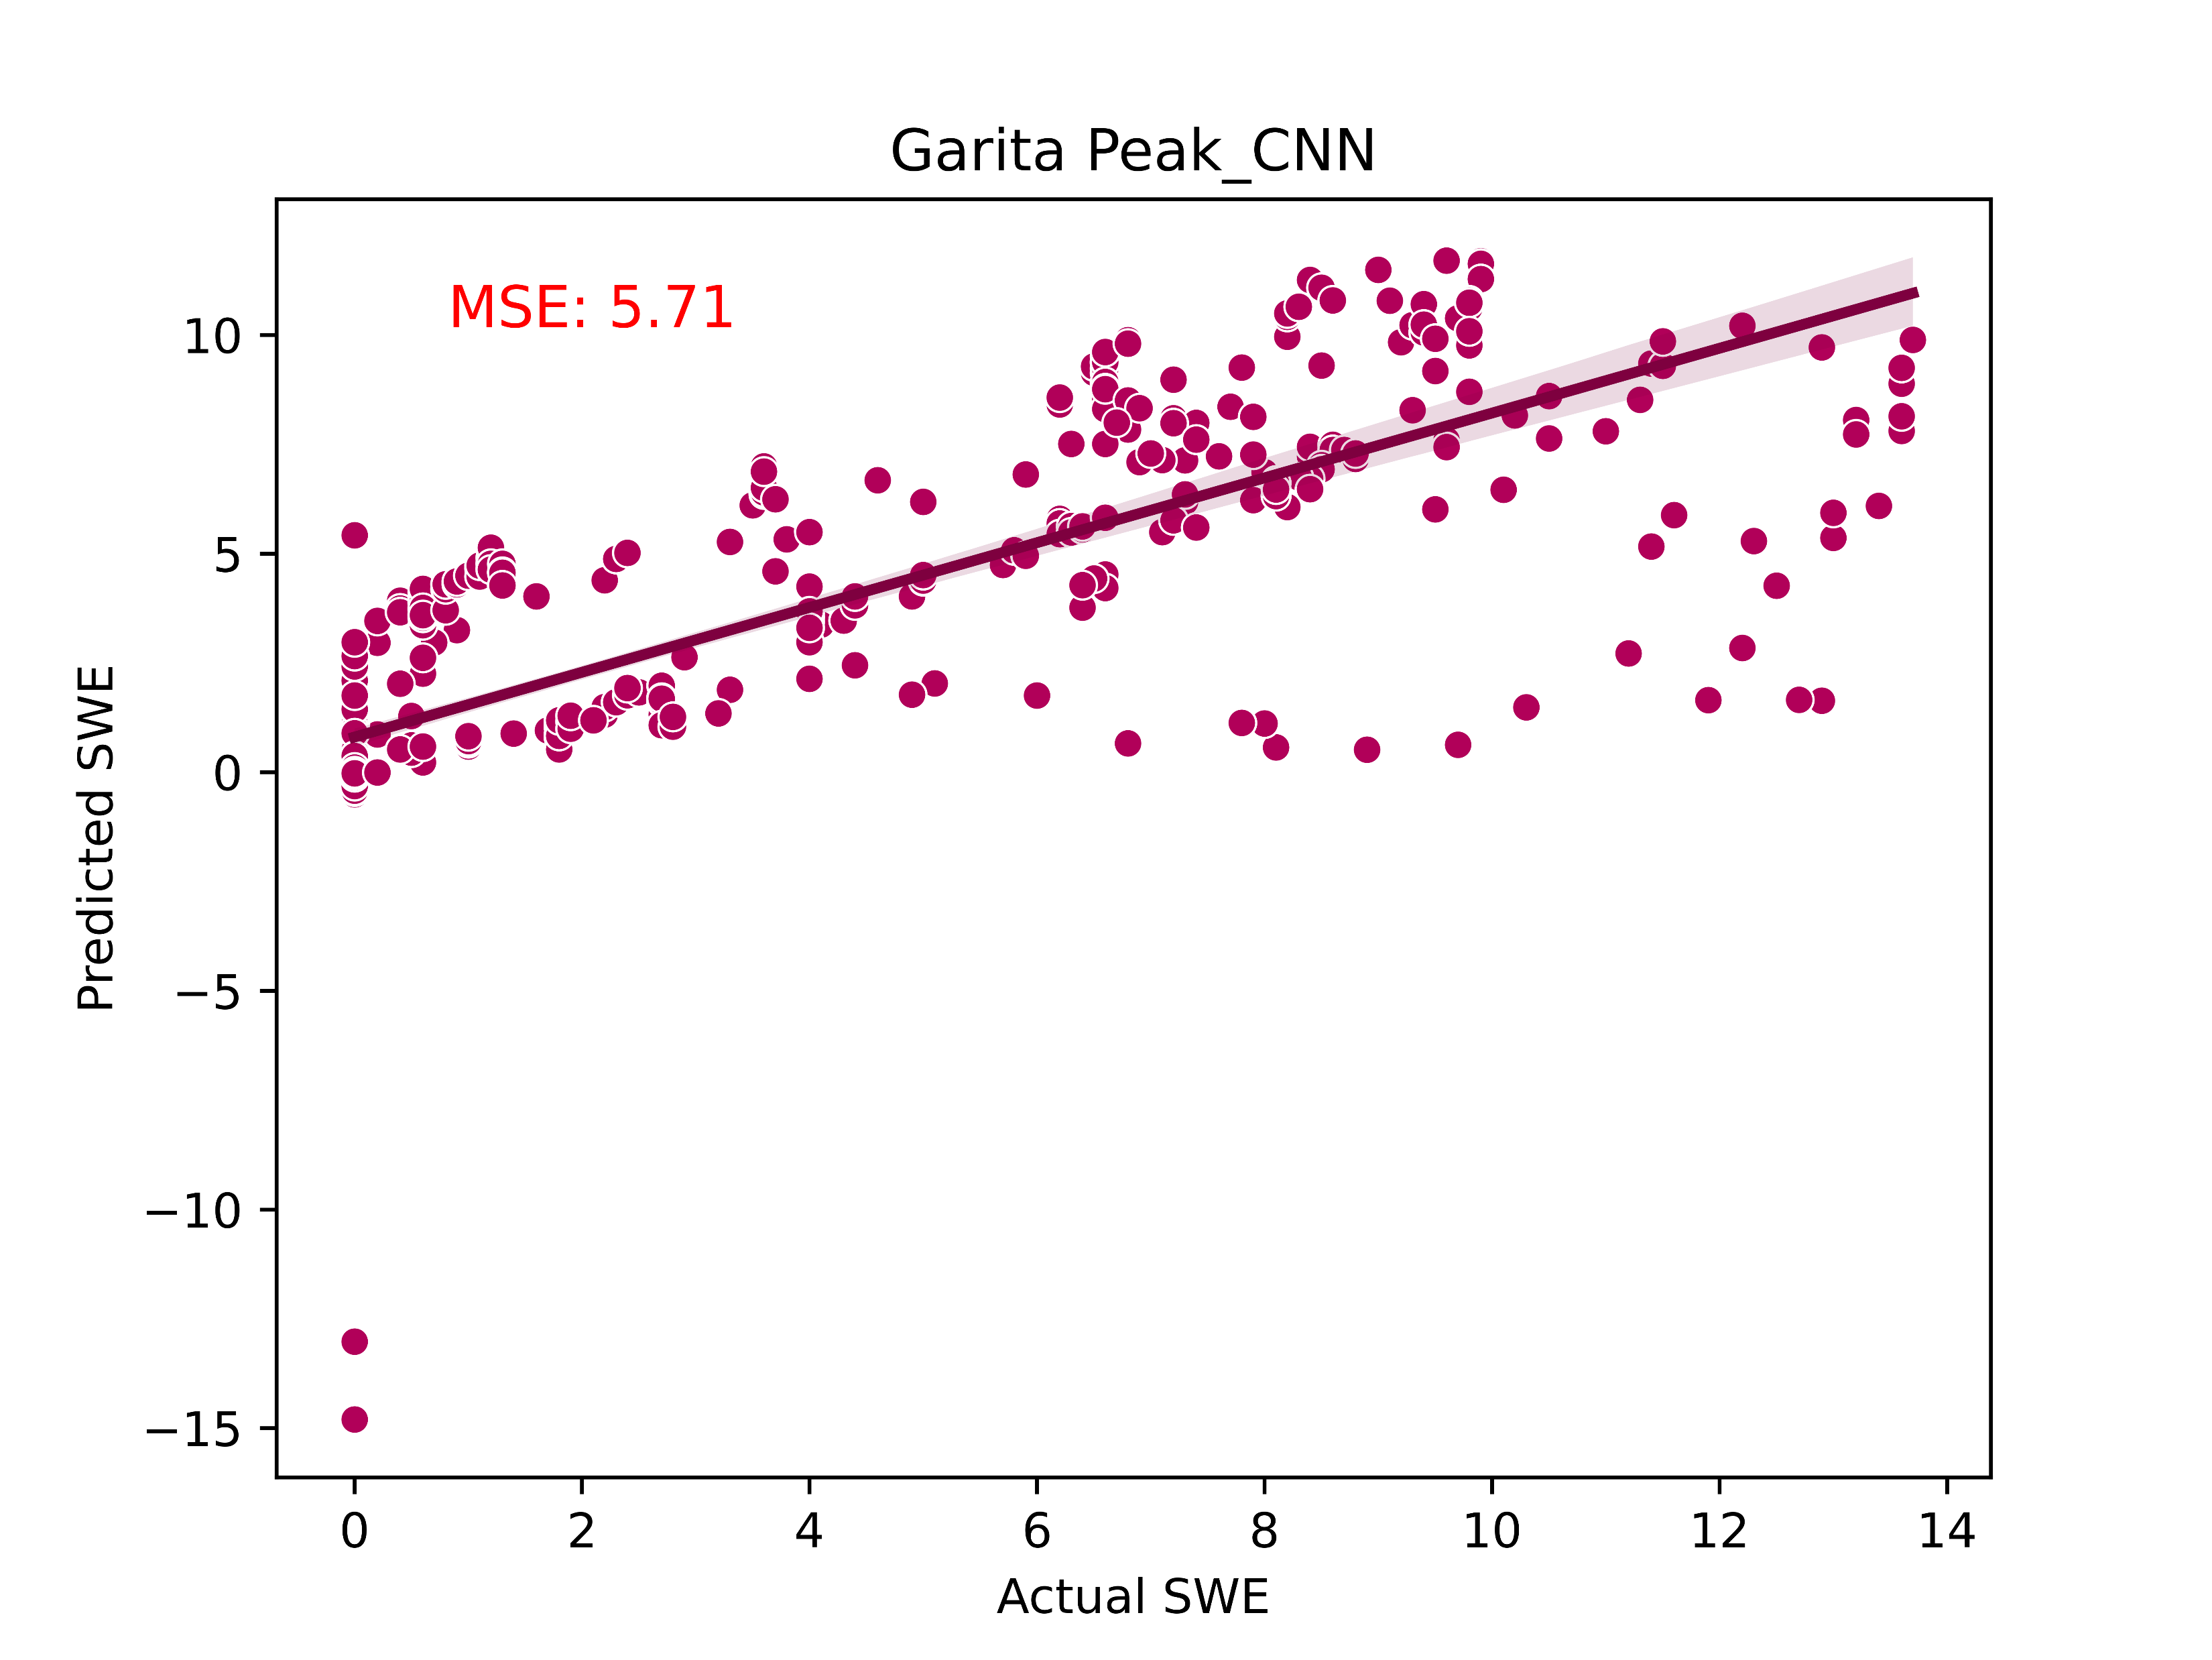 Garita Peak_CNN
MSE: 5.71
Predicted SWE
10
5
0
−5
−10
−15
0 2 4 6 8 10 12 14
Actual SWE